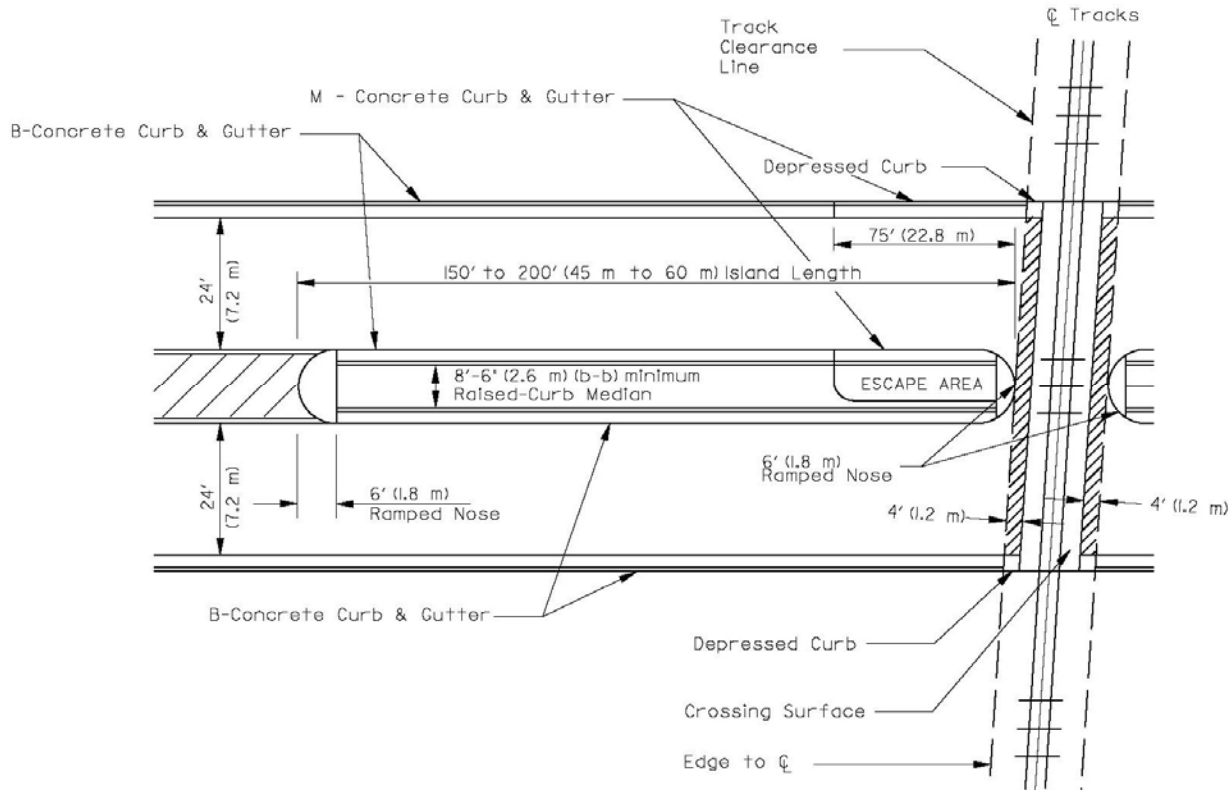 ℄ Tracks
Track
Clearance
Line
M - Concrete Curb & Gutter
B-Concrete Curb & Gutter
Depressed Curb
75' (22.8 m)
150' to 200' (45 m to 60 m) Island Length
24'
(7.2 m)
8'-6" (2.6 m) (b-b) minimum
Raised-Curb Median
ESCAPE AREA
6' (1.8 m)
Ramped Nose
24'
(7.2 m)
6' (1.8 m)
Ramped Nose
4' (1.2 m)
4' (1.2 m)
B-Concrete Curb & Gutter
Depressed Curb
Crossing Surface
Edge to ℄